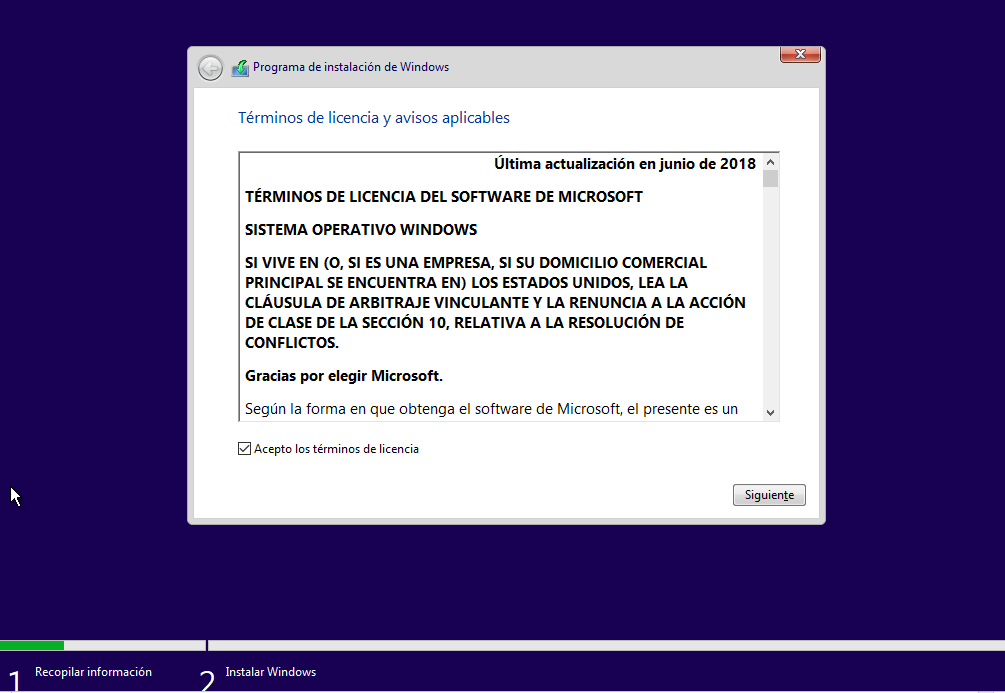 Programa de instalación de Windows
Términos de licencia y avisos aplicables
Última actualización en junio de 2018
TÉRMINOS DE LICENCIA DEL SOFTWARE DE MICROSOFT
SISTEMA OPERATIVO WINDOWS
SI VIVE EN (O, SI ES UNA EMPRESA, SI SU DOMICILIO COMERCIAL
PRINCIPAL SE ENCUENTRA EN) LOS ESTADOS UNIDOS, LEA LA
CLÁUSULA DE ARBITRAJE VINCULANTE Y LA RENUNCIA A LA ACCIÓN
DE CLASE DE LA SECCIÓN 10, RELATIVA A LA RESOLUCIÓN DE
CONFLICTOS.
Gracias por elegir Microsoft.
Según la forma en que obtenga el software de Microsoft, el presente es un
Acepto los términos de licencia
Siguiente
1 Recopilar información
2 Instalar Windows